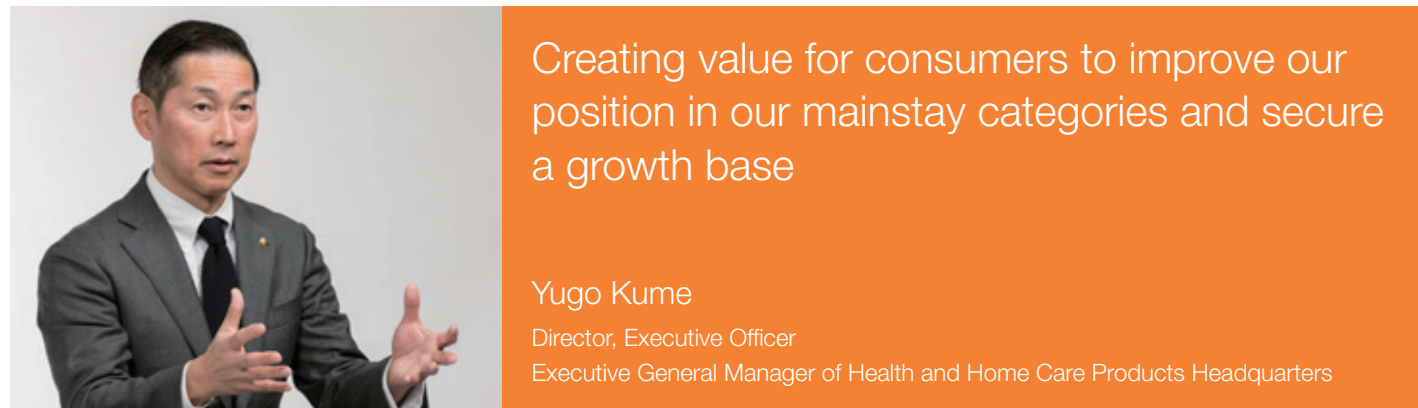 Creating value for consumers to improve our
position in our mainstay categories and secure
a growth base
Yugo Kume
Director, Executive Officer
Executive General Manager of Health and Home Care Products Headquarters